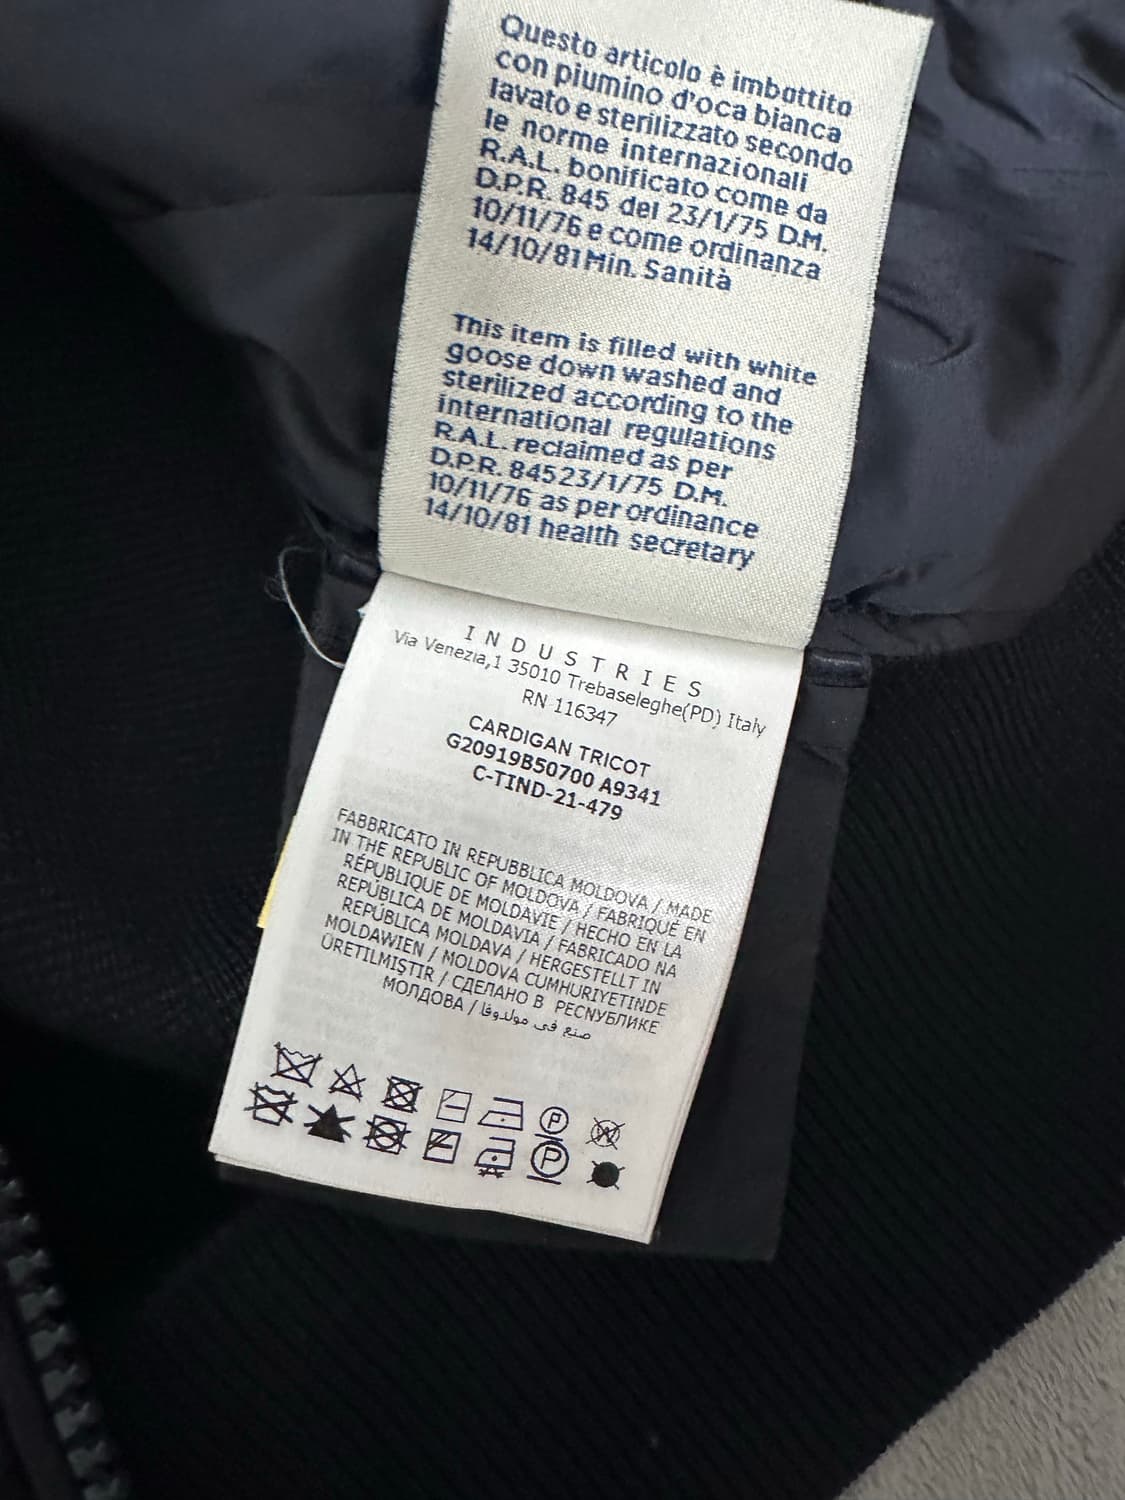 Questo articolo è imbottito
con piumino d'oca bianca
lavato e sterilizzato secondo
le norme internazionali
R.A.L. bonificato come da
D.P.R. 845 del 23/1/75 D.M.
10/11/76 e come ordinanza
14/10/81 Min. Sanità
This item is filled with white
goose down washed and
sterilized according to the
international regulations
R.A.L. reclaimed as per
D.P.R. 845 23/1/75 D.M.
10/11/76 as per ordinance
14/10/81 health secretary
INDUSTRIES
Via Venezia,1 35010 Trebaseleghe(PD) Italy
RN 116347
CARDIGAN TRICOT
G20919B50700 A9341
C-TIND-21-479
FABBRICATO IN REPUBBLICA MOLDOVA / MADE
IN THE REPUBLIC OF MOLDOVA / FABRIQUÉ EN
RÉPUBLIQUE DE MOLDAVIE / HECHO EN LA
REPÚBLICA DE MOLDAVIA / FABRICADO NA
REPÚBLICA MOLDAVA / HERGESTELLT IN
MOLDAWIEN / MOLDOVA CUMHURIYETINDE
ÜRETILMIŞTIR / СДЕЛАНО В РЕСПУБЛИКЕ
МОЛДОВА / صنع في مولدوفا
P W
P